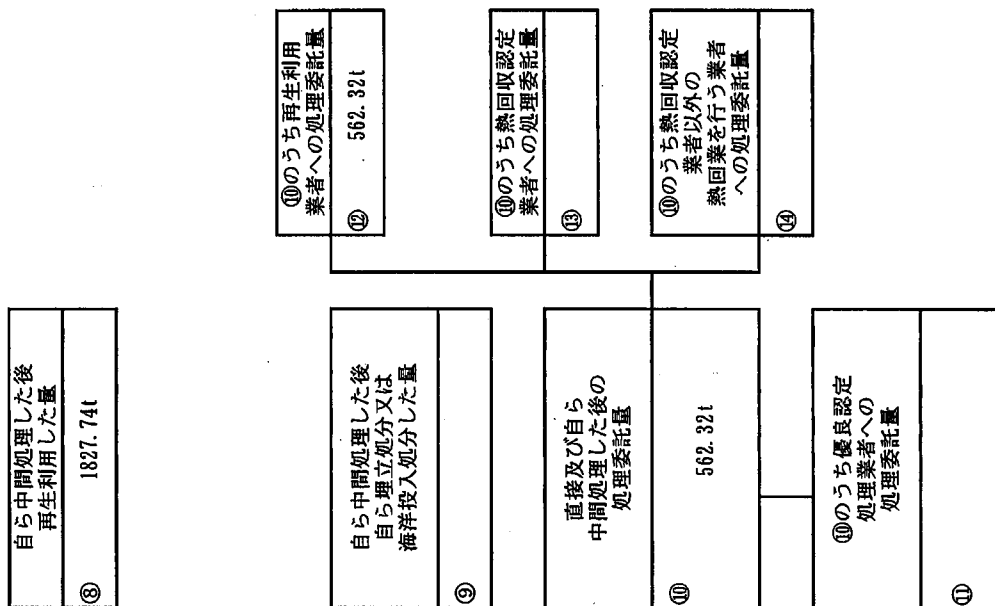 自ら中間処理した後
再生利用した量
⑧ 1827.74t
自ら中間処理した後
自ら埋立処分又は
海洋投入処分した量
⑨
直接及び自ら
中間処理した後の
処理委託量
⑩ 562.32t
⑩のうち優良認定
処理業者への
処理委託量
⑪
⑩のうち再生利用
業者への処理委託量
⑫ 562.32t
⑩のうち熱回収認定
業者への処理委託量
⑬
⑩のうち熱回収認定
業者以外の
熱回業を行う業者
への処理委託量
⑭